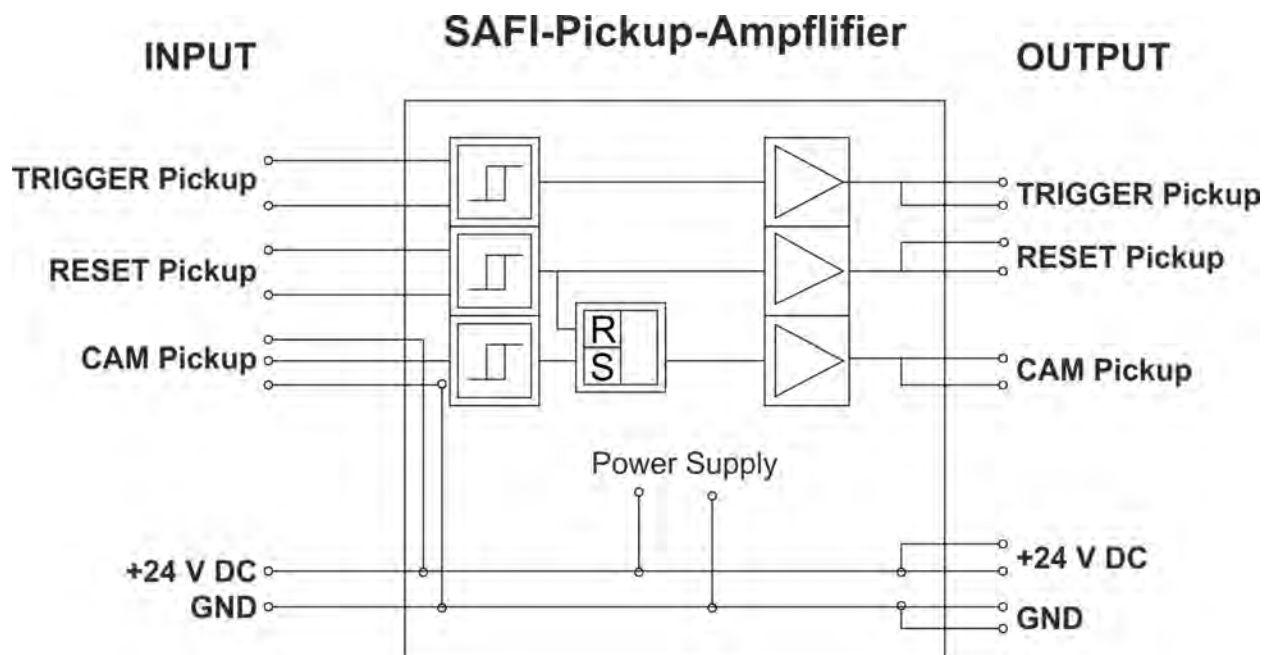 SAFI-Pickup-Ampflifier
INPUT
OUTPUT
TRIGGER Pickup
TRIGGER Pickup
RESET Pickup
RESET Pickup
CAM Pickup
CAM Pickup
R
S
Power Supply
+24 V DC
+24 V DC
GND
GND